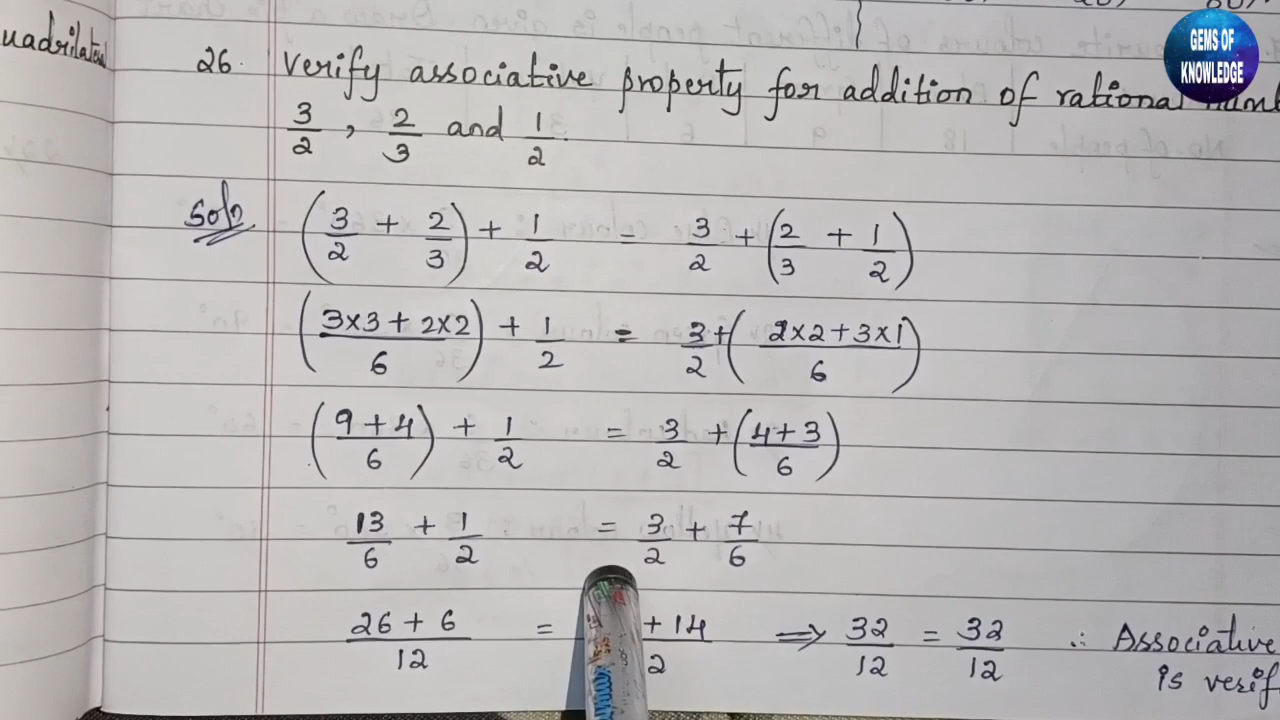 GEMS OF
KNOWLEDGE
uadrilater
26. Verify associative property for addition of rational
3/2 , 2/3 and 1/2.
Soln (3/2 + 2/3) + 1/2 = 3/2 + (2/3 + 1/2)
((3×3 + 2×2)/6) + 1/2 = 3/2 + ((2×2 + 3×1)/6)
((9 + 4)/6) + 1/2 = 3/2 + ((4 + 3)/6)
13/6 + 1/2 = 3/2 + 7/6
(26 + 6)/12 = + 14 / 2 ⇒ 32/12 = 32/12 ∴ Associative
is verif